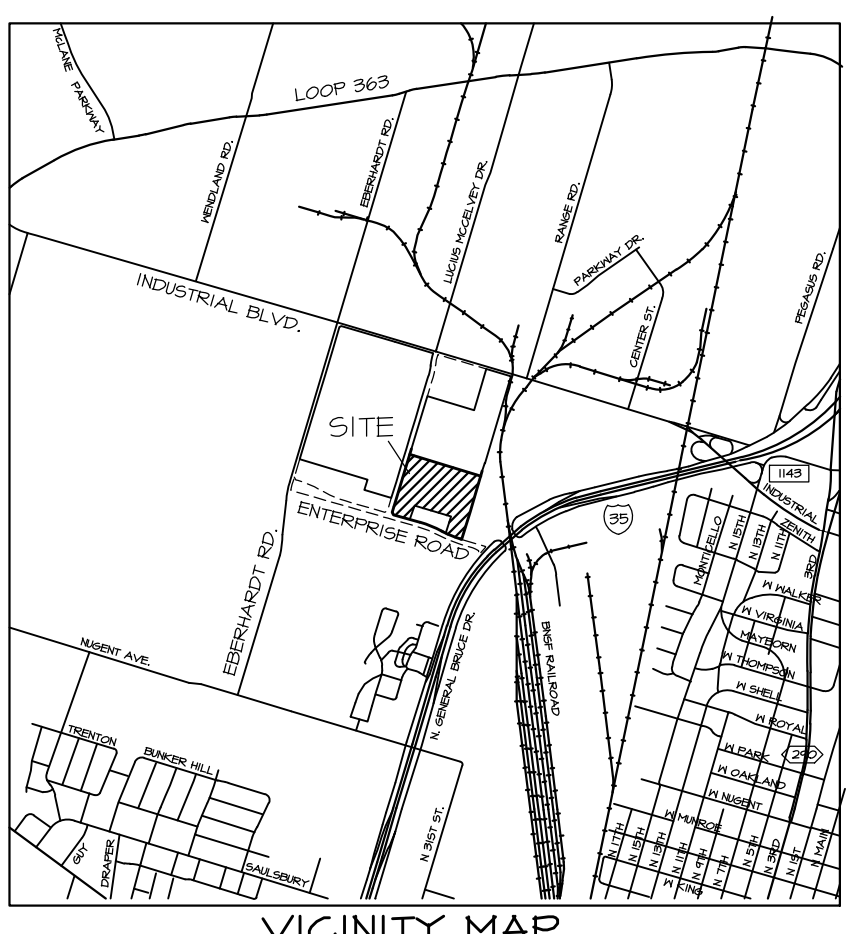 McLANE PARKWAY
LOOP 363
WENDLAND RD.
EBERHARDT RD.
LUCIUS MCCELVEY DR.
RANGE RD.
PARKWAY DR.
CENTER ST.
PEGASUS RD.
INDUSTRIAL BLVD.
SITE
ENTERPRISE ROAD
EBERHARDT RD.
35
1143
INDUSTRIAL
ZENITH
3RD
MONTICELLO
N 15TH
N 13TH
N 11TH
W WALKER
W VIRGINIA
MAYBORN
W THOMPSON
W SHELL
W ROYAL
290
W PARK
W OAKLAND
W NUGENT
W MUNROE
NUGENT AVE.
N. GENERAL BRUCE DR.
BNSF RAILROAD
TRENTON
BUNKER HILL
GUY
DRAPER
SAULSBURY
N 31ST ST.
N 17TH
N 15TH
N 13TH
N 11TH
N 9TH
N 7TH
N 5TH
N 3RD
N 1ST
N MAIN
W KING
VICINITY MAP